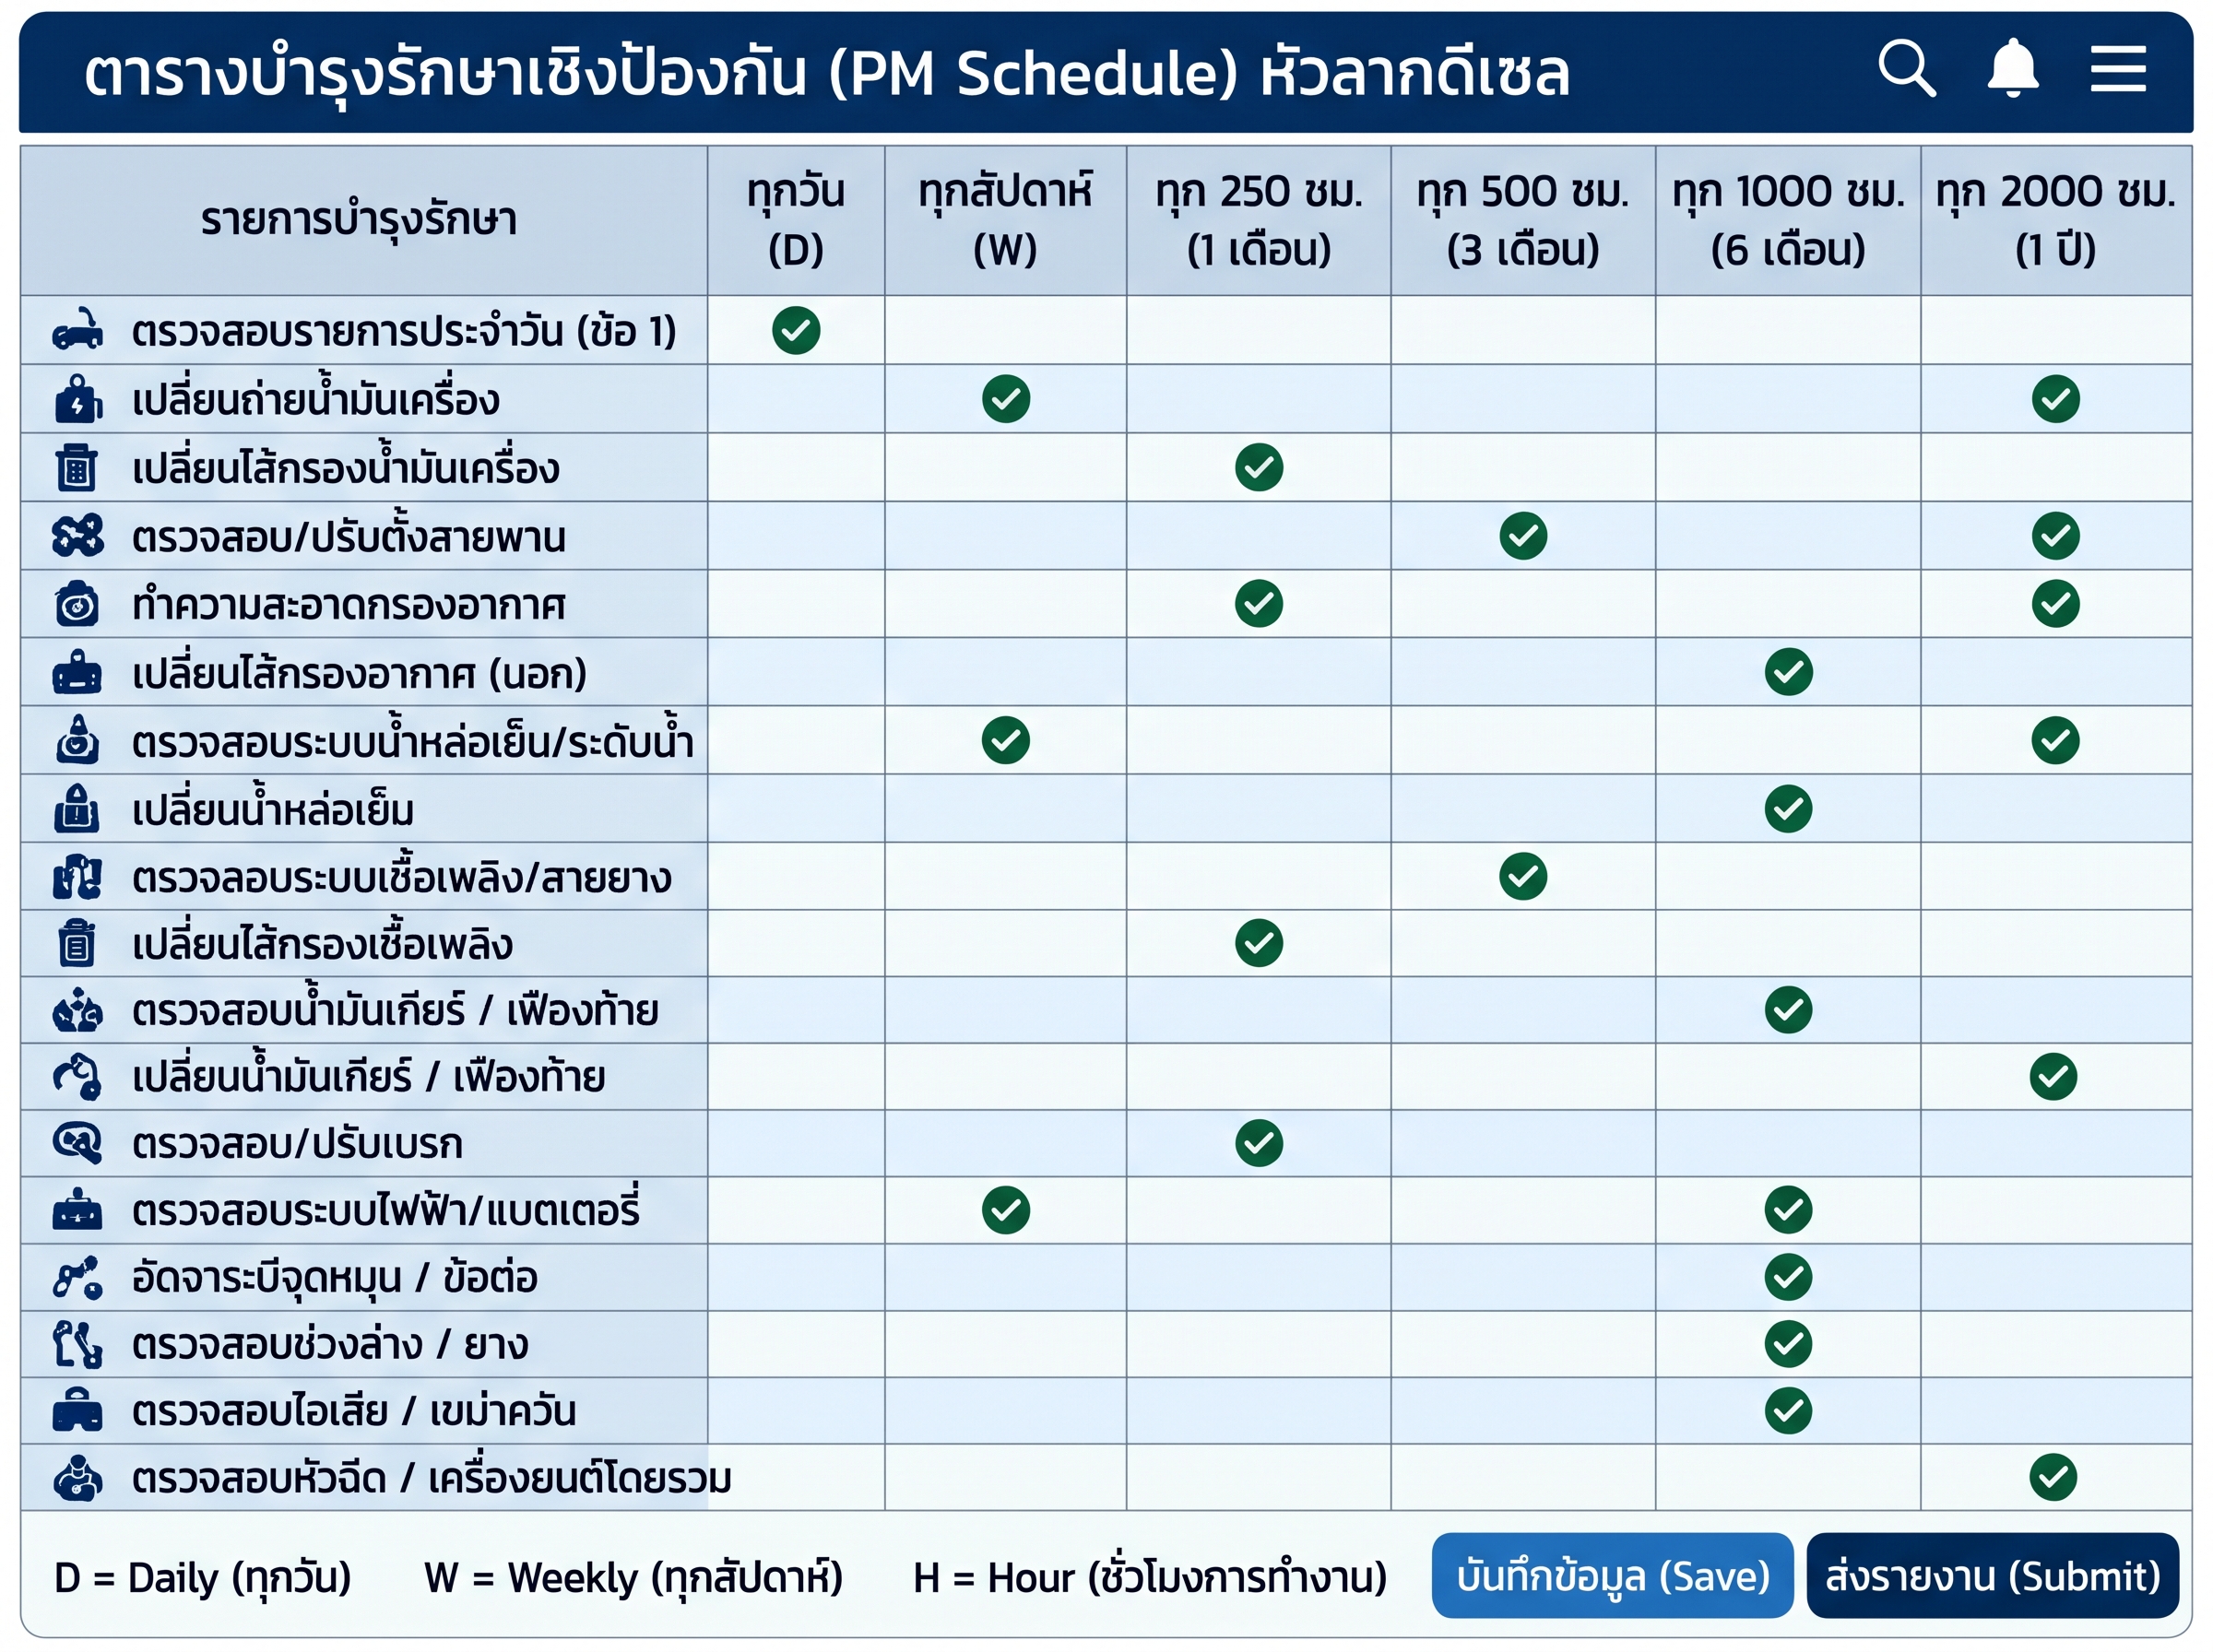 ตารางบำรุงรักษาเชิงป้องกัน (PM Schedule) หัวลากดีเซล
รายการบำรุงรักษา
ทุกวัน
(D)
ทุกสัปดาห์
(W)
ทุก 250 ชม.
(1 เดือน)
ทุก 500 ชม.
(3 เดือน)
ทุก 1000 ชม.
(6 เดือน)
ทุก 2000 ชม.
(1 ปี)
ตรวจสอบรายการประจำวัน (ข้อ 1)
เปลี่ยนถ่ายน้ำมันเครื่อง
เปลี่ยนไส้กรองน้ำมันเครื่อง
ตรวจสอบ/ปรับตั้งสายพาน
ทำความสะอาดกรองอากาศ
เปลี่ยนไส้กรองอากาศ (นอก)
ตรวจสอบระบบน้ำหล่อเย็น/ระดับน้ำ
เปลี่ยนน้ำหล่อเย็ม
ตรวจลอบระบบเชื้อเพลิง/สายยาง
เปลี่ยนไส้กรองเชื้อเพลิง
ตรวจสอบน้ำมันเกียร์ / เฟืองท้าย
เปลี่ยนน้ำมันเกียร์ / เฟืองท้าย
ตรวจสอบ/ปรับเบรก
ตรวจสอบระบบไฟฟ้า/แบตเตอรี่
อัดจาระบีจุดหมุน / ข้อต่อ
ตรวจสอบช่วงล่าง / ยาง
ตรวจสอบไอเสีย / เขม่าควัน
ตรวจสอบหัวฉีด / เครื่องยนต์โดยรวม
D = Daily (ทุกวัน) W = Weekly (ทุกสัปดาห์) H = Hour (ชั่วโมงการทำงาน) บันทึกข้อมูล (Save) ส่งรายงาน (Submit)